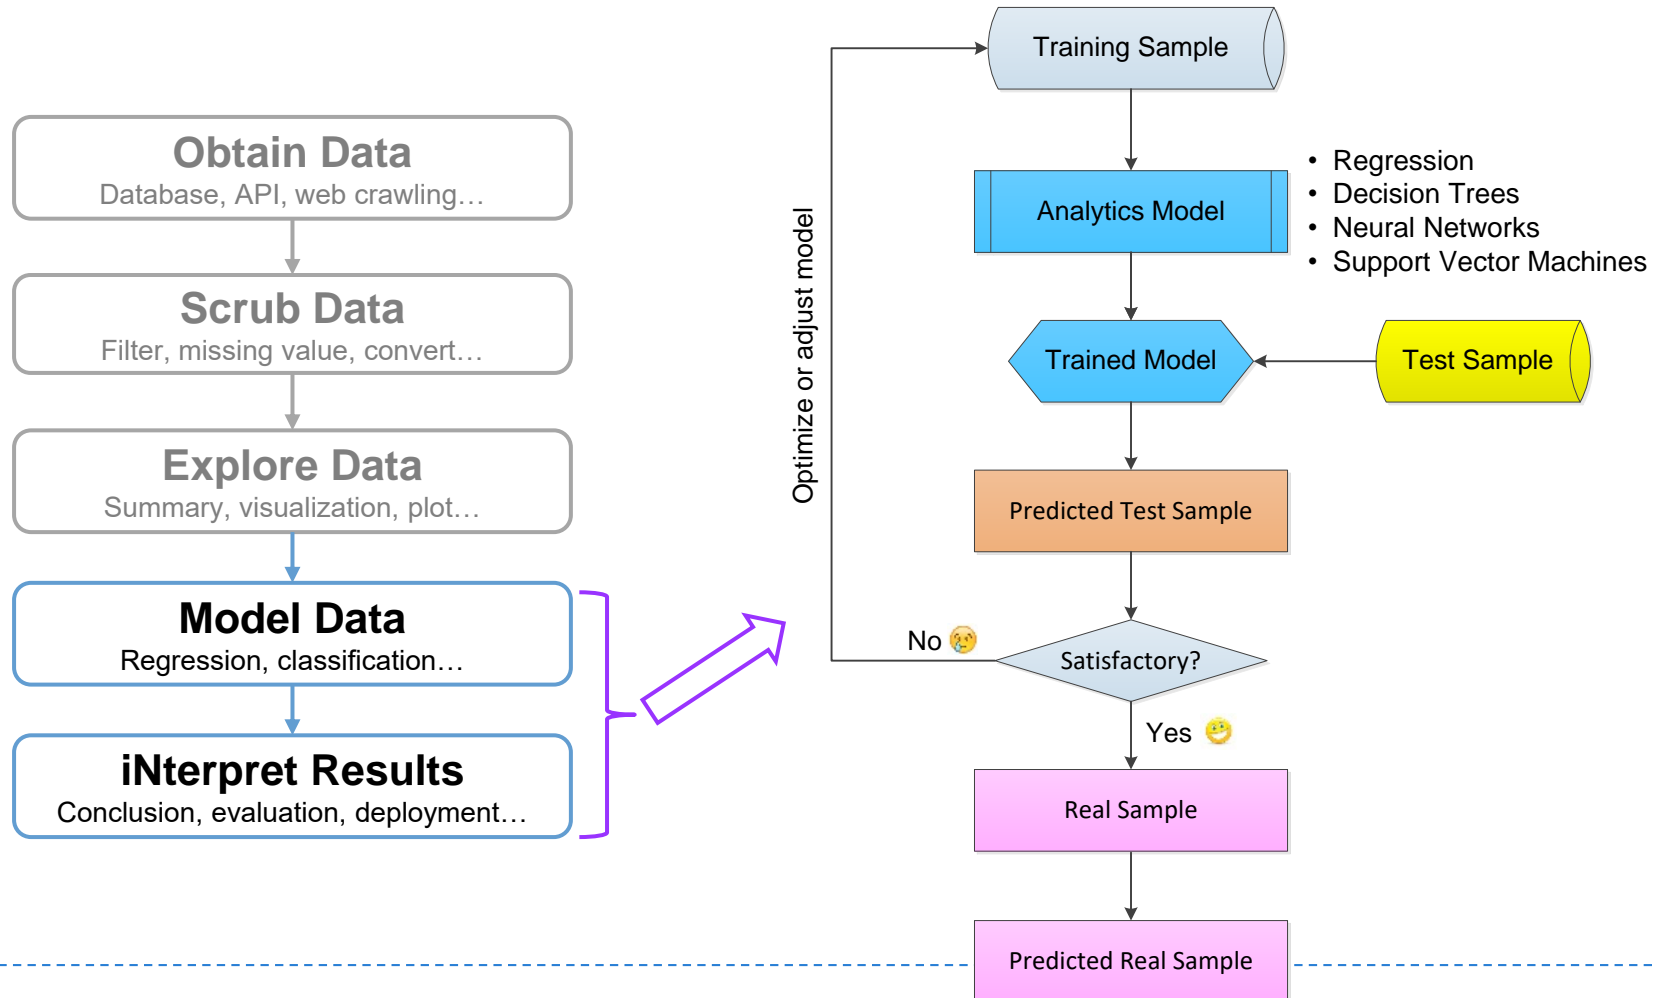 Obtain Data
Database, API, web crawling…
Scrub Data
Filter, missing value, convert…
Explore Data
Summary, visualization, plot…
Model Data
Regression, classification…
iNterpret Results
Conclusion, evaluation, deployment…
Optimize or adjust model
Training Sample
Analytics Model
• Regression
• Decision Trees
• Neural Networks
• Support Vector Machines
Trained Model
Test Sample
Predicted Test Sample
No
Satisfactory?
Yes
Real Sample
Predicted Real Sample